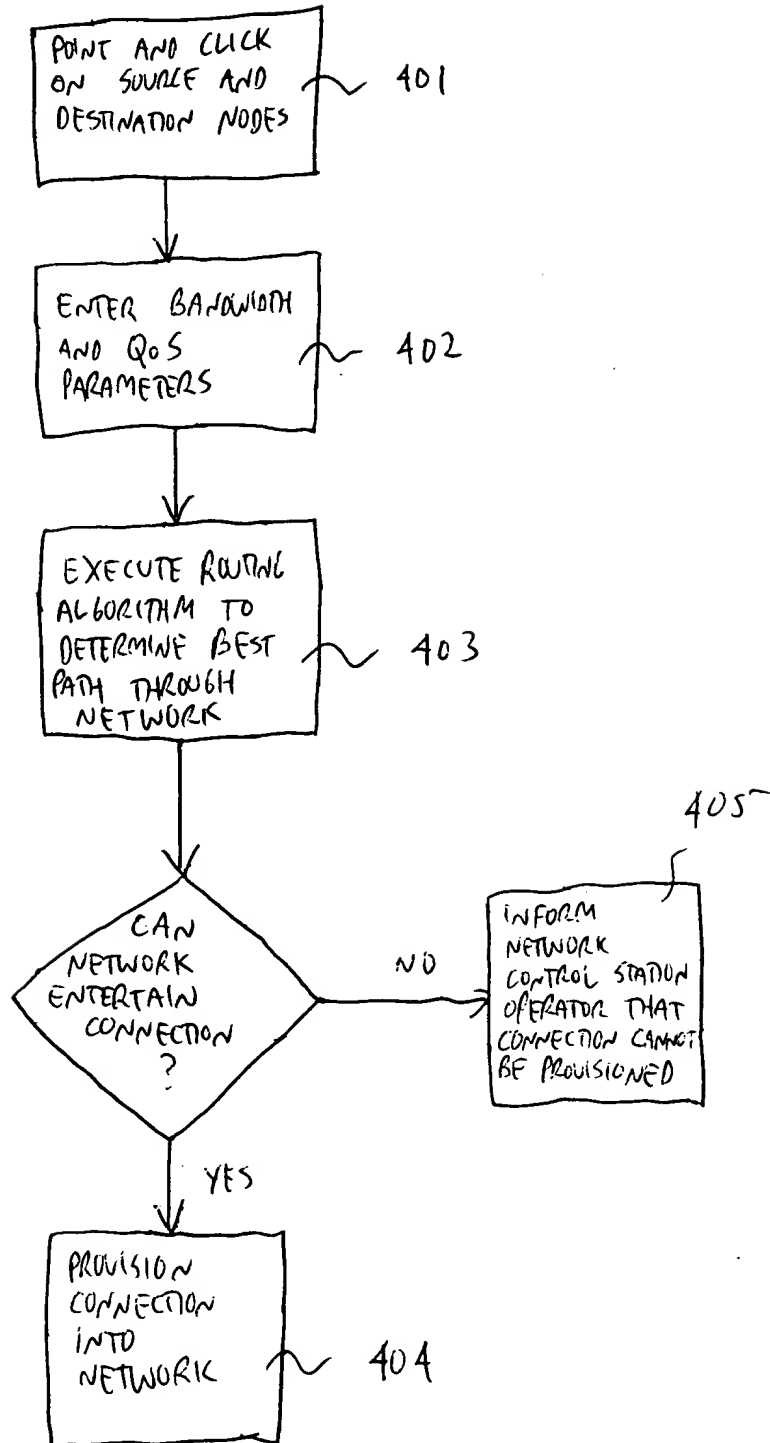 POINT AND CLICK
ON SOURCE AND
DESTINATION NODES
401
ENTER BANDWIDTH
AND QoS
PARAMETERS
402
EXECUTE ROUTING
ALGORITHM TO
DETERMINE BEST
PATH THROUGH
NETWORK
403
CAN
NETWORK
ENTERTAIN
CONNECTION
?
NO
405
INFORM
NETWORK
CONTROL STATION
OPERATOR THAT
CONNECTION CANNOT
BE PROVISIONED
YES
PROVISION
CONNECTION
INTO
NETWORK
404